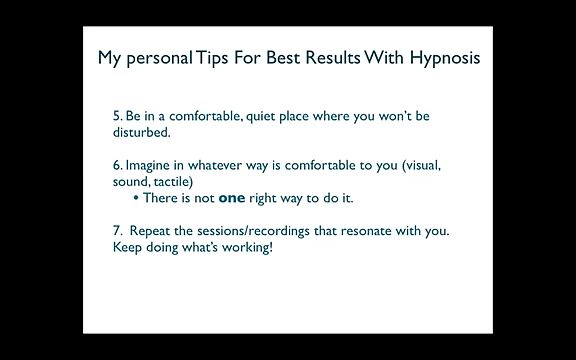 My personal Tips For Best Results With Hypnosis
5. Be in a comfortable, quiet place where you won't be
disturbed.
6. Imagine in whatever way is comfortable to you (visual,
sound, tactile)
• There is not one right way to do it.
7. Repeat the sessions/recordings that resonate with you.
Keep doing what's working!